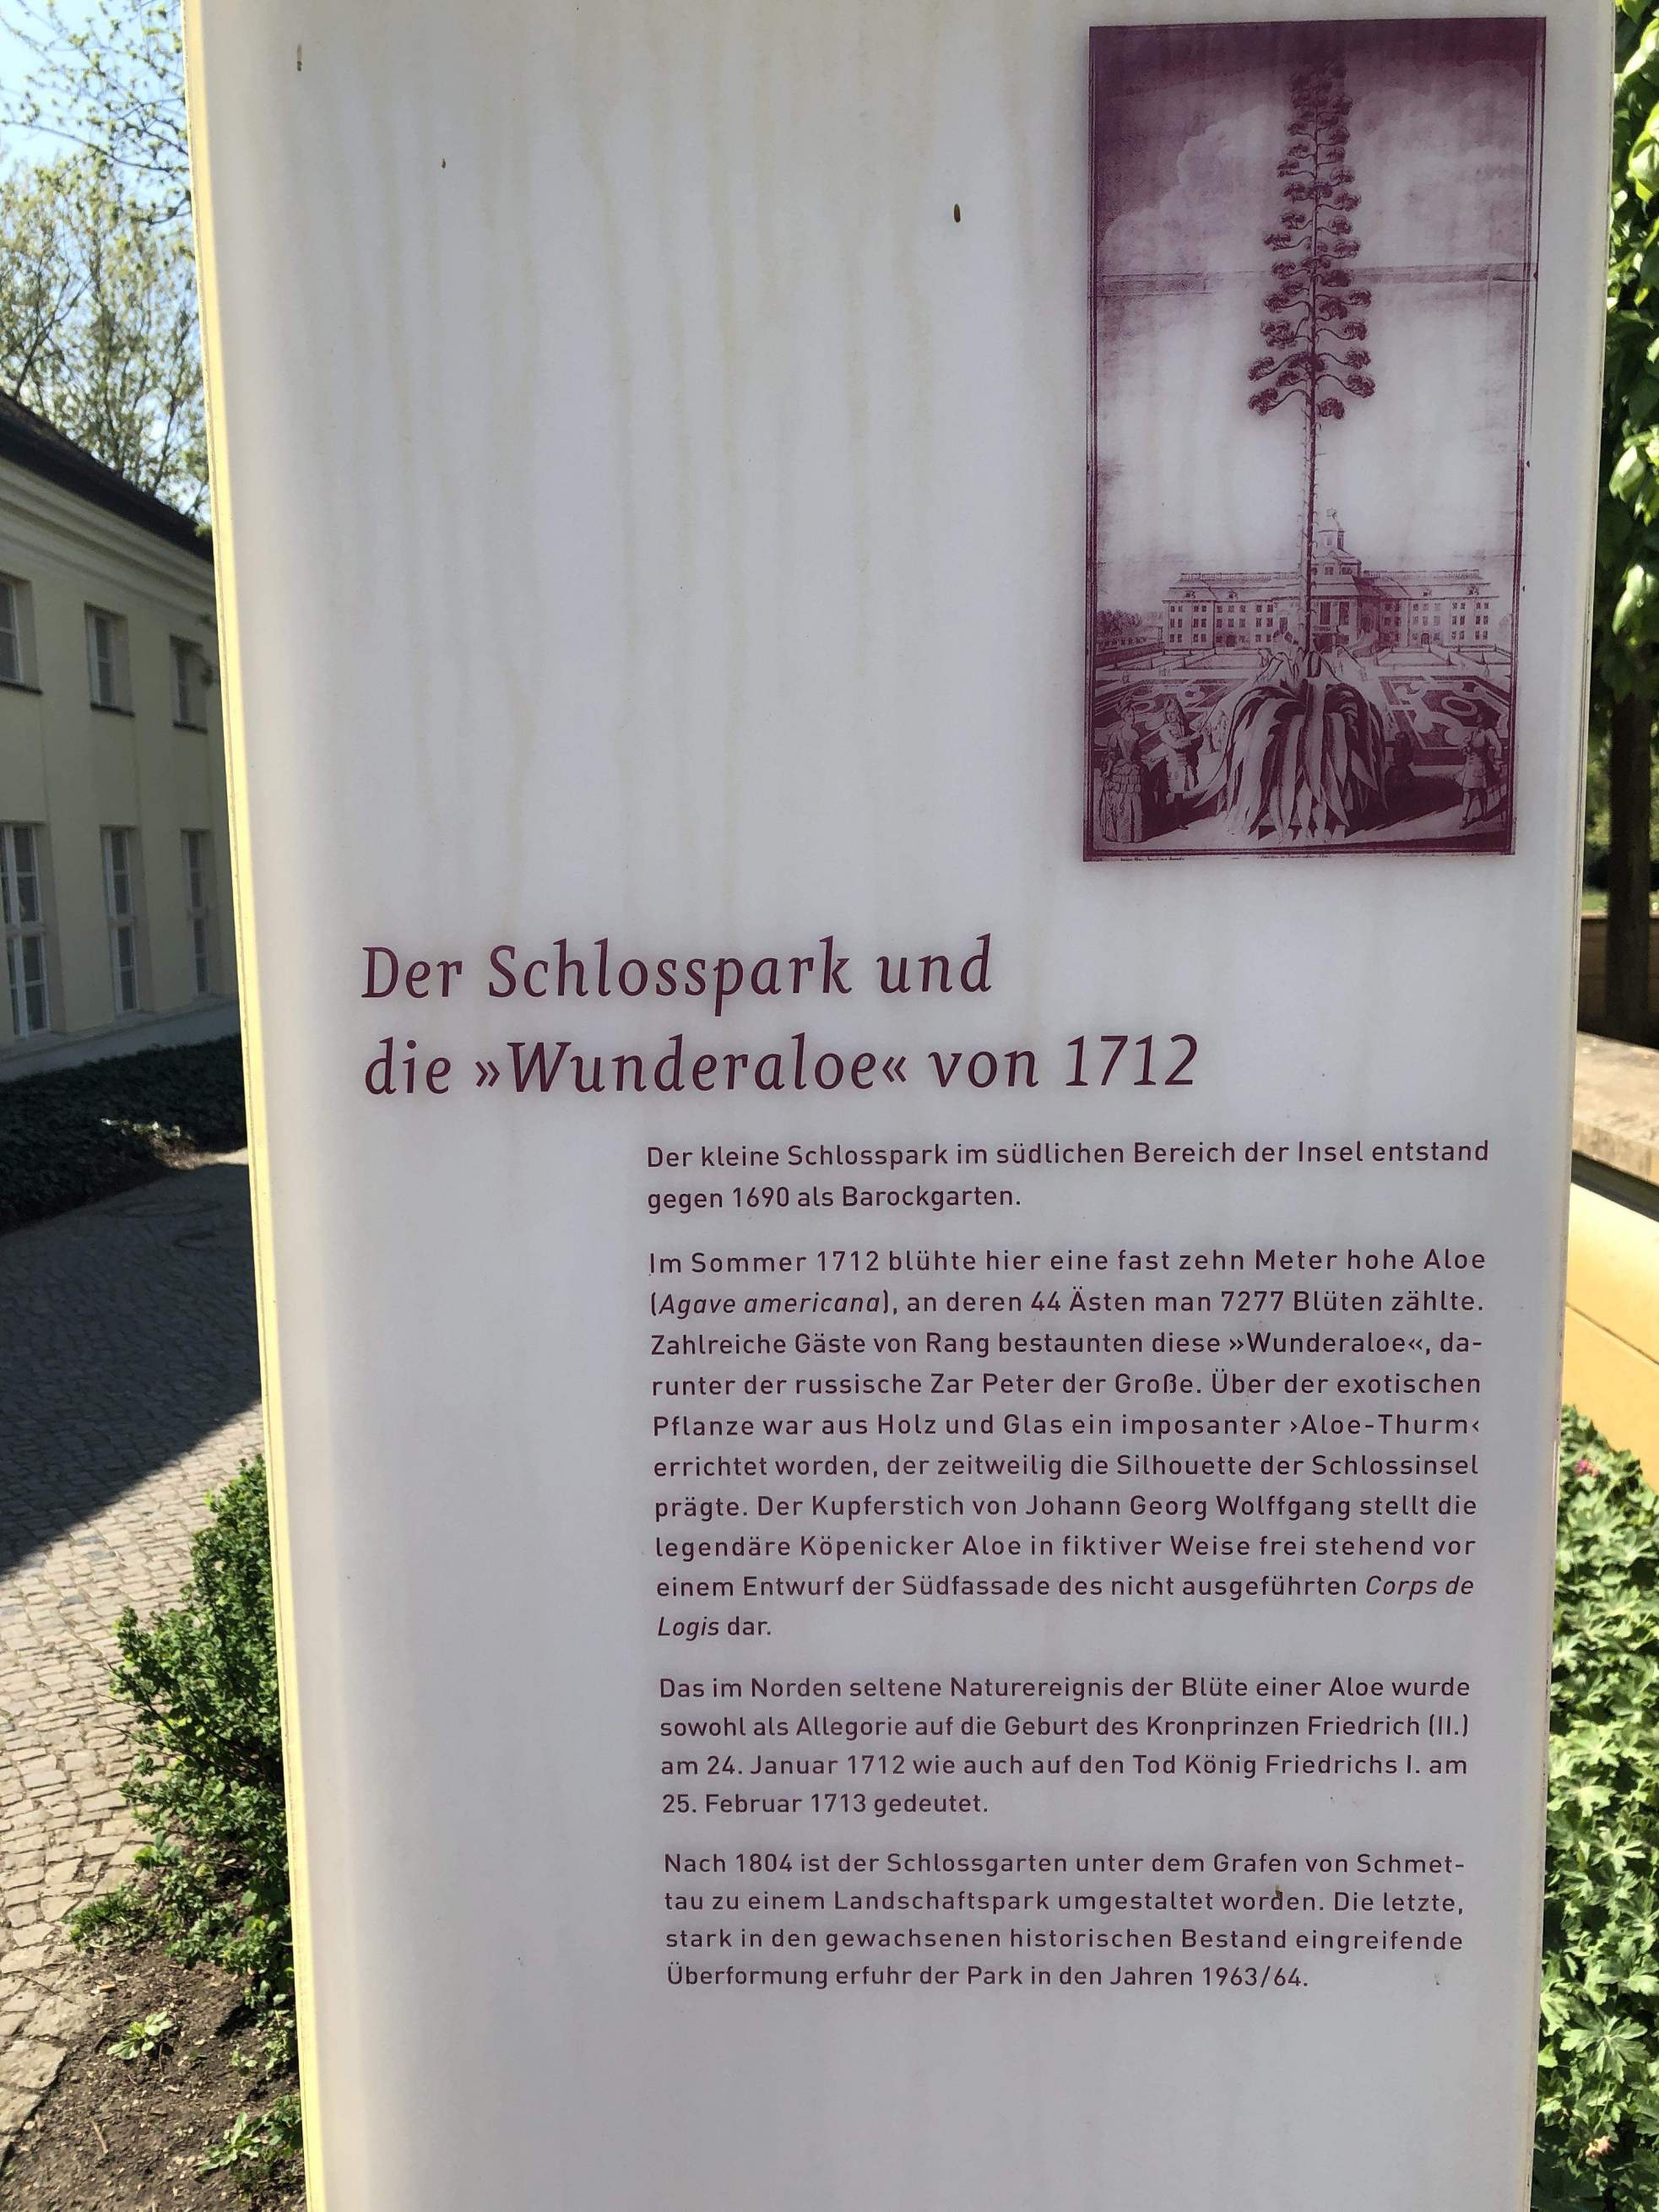 Der Schlosspark und
die »Wunderaloe« von 1712
Der kleine Schlosspark im südlichen Bereich der Insel entstand
gegen 1690 als Barockgarten.
Im Sommer 1712 blühte hier eine fast zehn Meter hohe Aloe
(Agave americana), an deren 44 Ästen man 7277 Blüten zählte.
Zahlreiche Gäste von Rang bestaunten diese »Wunderaloe«, da-
runter der russische Zar Peter der Große. Über der exotischen
Pflanze war aus Holz und Glas ein imposanter ›Aloe-Thurm‹
errichtet worden, der zeitweilig die Silhouette der Schlossinsel
prägte. Der Kupferstich von Johann Georg Wolffgang stellt die
legendäre Köpenicker Aloe in fiktiver Weise frei stehend vor
einem Entwurf der Südfassade des nicht ausgeführten Corps de
Logis dar.
Das im Norden seltene Naturereignis der Blüte einer Aloe wurde
sowohl als Allegorie auf die Geburt des Kronprinzen Friedrich (II.)
am 24. Januar 1712 wie auch auf den Tod König Friedrichs I. am
25. Februar 1713 gedeutet.
Nach 1804 ist der Schlossgarten unter dem Grafen von Schmet-
tau zu einem Landschaftspark umgestaltet worden. Die letzte,
stark in den gewachsenen historischen Bestand eingreifende
Überformung erfuhr der Park in den Jahren 1963/64.